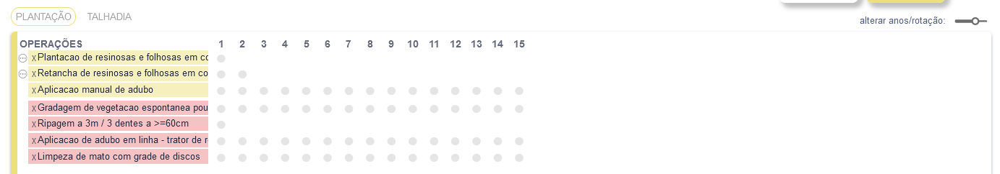 PLANTAÇÃO TALHADIA
alterar anos/rotação:
OPERAÇÕES 1 2 3 4 5 6 7 8 9 10 11 12 13 14 15
x Plantacao de resinosas e folhosas em co
x Retancha de resinosas e folhosas em co
x Aplicacao manual de adubo
x Gradagem de vegetacao espontanea pou
x Ripagem a 3m / 3 dentes a >=60cm
x Aplicacao de adubo em linha - trator de r
x Limpeza de mato com grade de discos